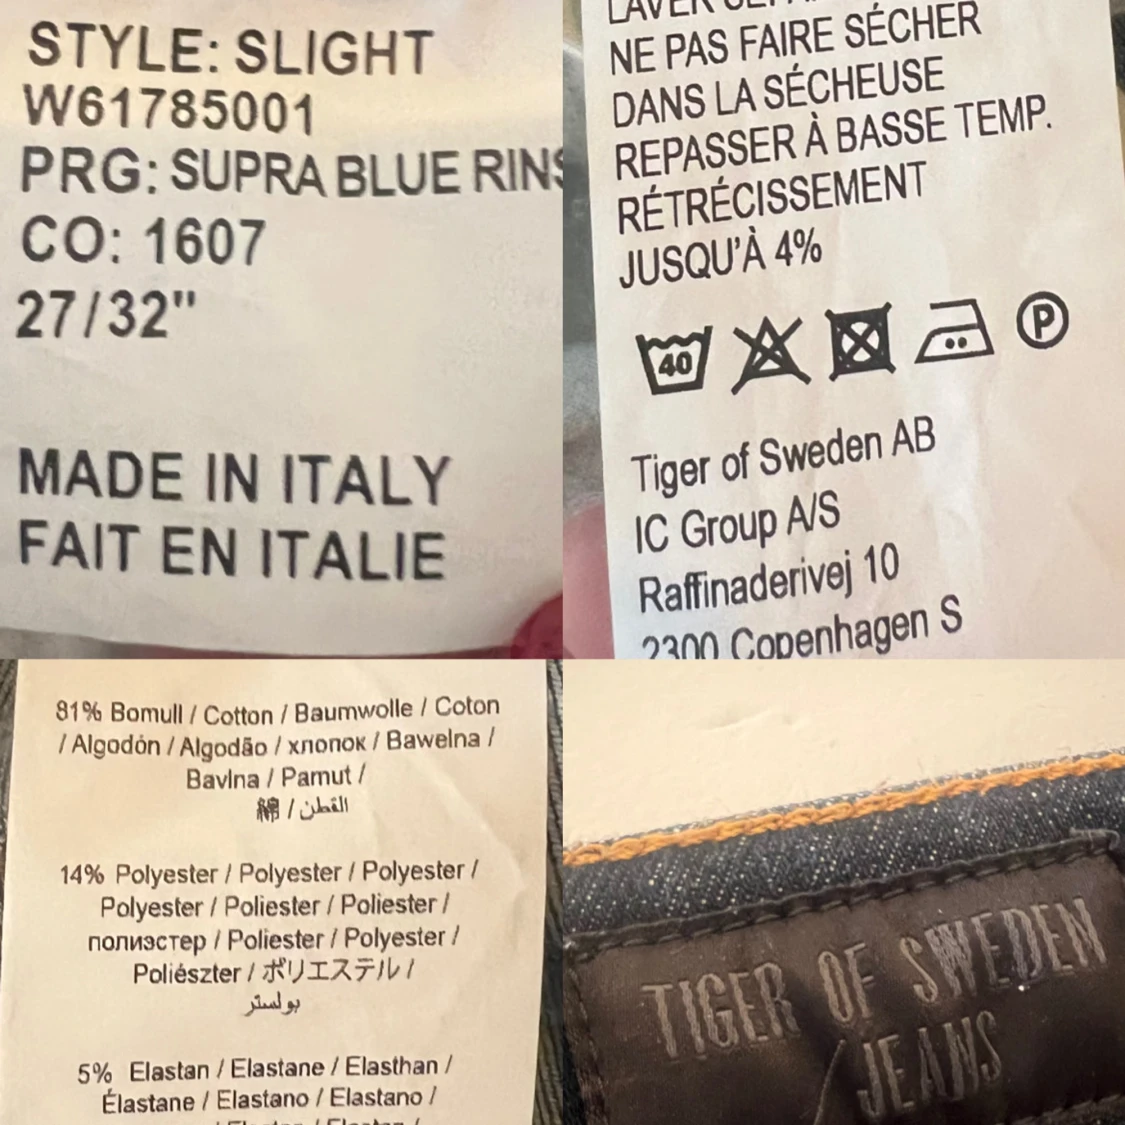 STYLE: SLIGHT
W61785001
PRG: SUPRA BLUE RINS
CO: 1607
27/32"
MADE IN ITALY
FAIT EN ITALIE
LAVER
NE PAS FAIRE SÉCHER
DANS LA SÉCHEUSE
REPASSER À BASSE TEMP.
RÉTRÉCISSEMENT
JUSQU'À 4%
40 P
Tiger of Sweden AB
IC Group A/S
Raffinaderivej 10
2300 Copenhagen S
81% Bomull / Cotton / Baumwolle / Coton
/ Algodón / Algodão / хлопок / Bawełna /
Bavlna / Pamut /
綿 / القطن
14% Polyester / Polyester / Polyester /
Polyester / Poliester / Poliester /
полиэстер / Poliester / Polyester /
Poliészter / ポリエステル /
بولستر
5% Elastan / Elastane / Elasthan /
Élastane / Elastano / Elastano /
TIGER OF SWEDEN
JEANS